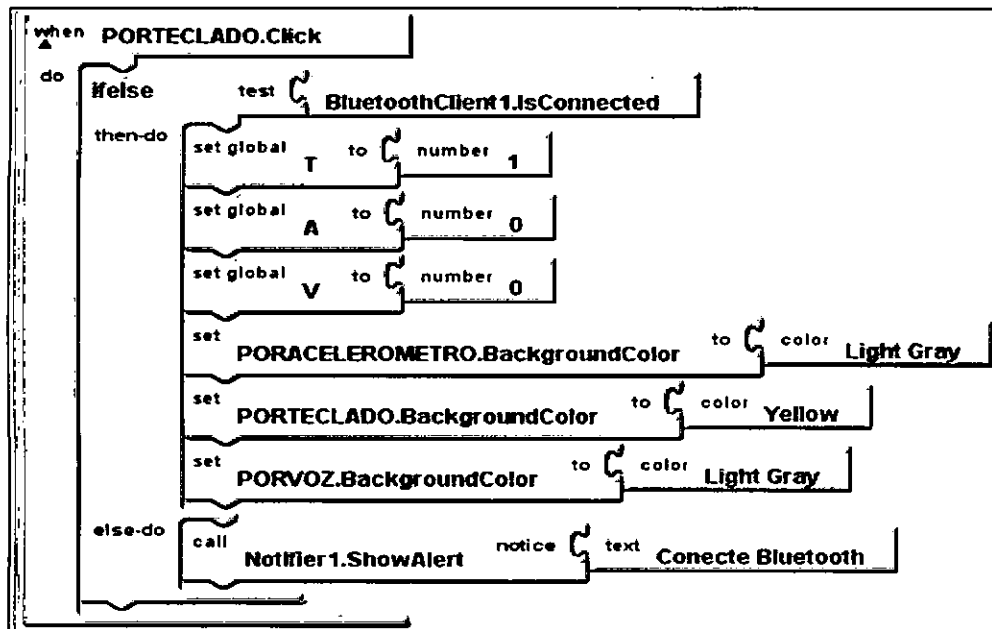 when PORTECLADO.Click
do ifelse test BluetoothClient1.IsConnected
then-do set global T to number 1
set global A to number 0
set global V to number 0
set PORACELEROMETRO.BackgroundColor to color Light Gray
set PORTECLADO.BackgroundColor to color Yellow
set PORVOZ.BackgroundColor to color Light Gray
else-do call Notifier1.ShowAlert notice text Conecte Bluetooth